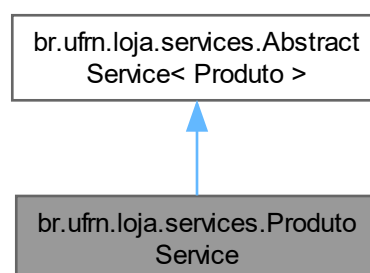 br.ufrn.loja.services.Abstract
Service< Produto >
br.ufrn.loja.services.Produto
Service